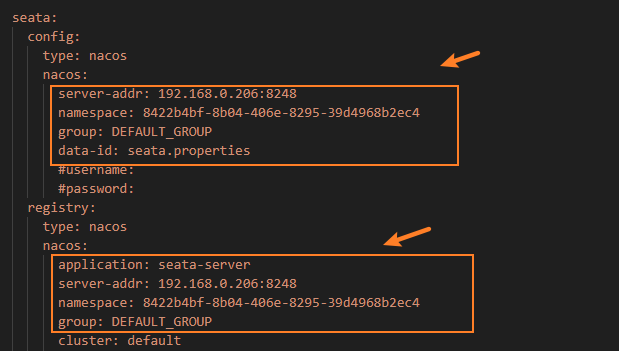 seata:
  config:
    type: nacos
    nacos:
      server-addr: 192.168.0.206:8248
      namespace: 8422b4bf-8b04-406e-8295-39d4968b2ec4
      group: DEFAULT_GROUP
      data-id: seata.properties
      #username:
      #password:
  registry:
    type: nacos
    nacos:
      application: seata-server
      server-addr: 192.168.0.206:8248
      namespace: 8422b4bf-8b04-406e-8295-39d4968b2ec4
      group: DEFAULT_GROUP
      cluster: default